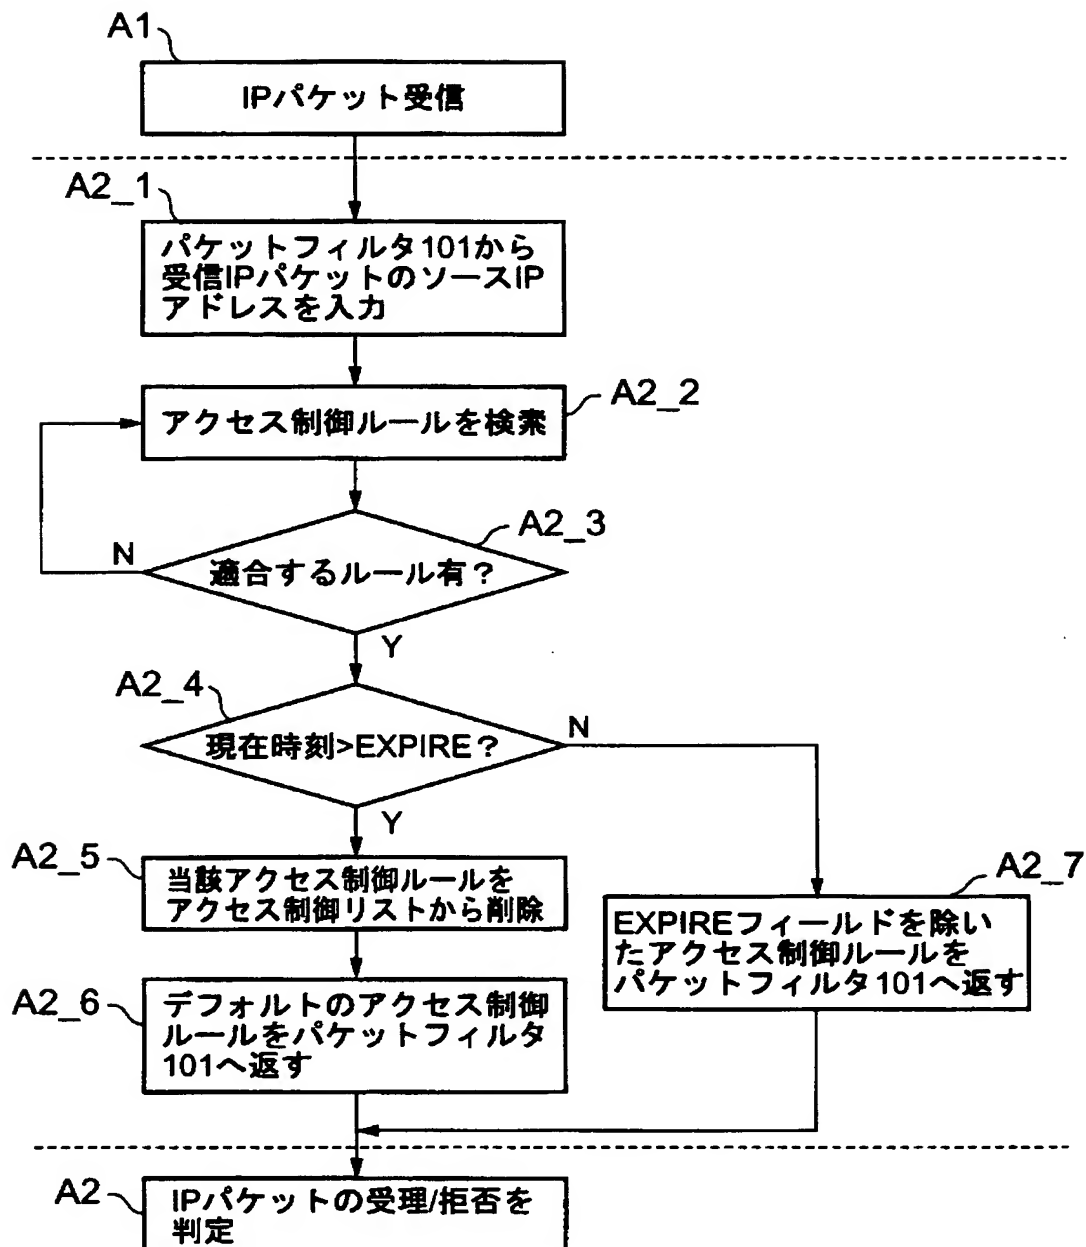 A1
IPパケット受信
A2_1
パケットフィルタ101から
受信IPパケットのソースIP
アドレスを入力
A2_2
アクセス制御ルールを検索
A2_3
適合するルール有？
N
Y
A2_4
現在時刻>EXPIRE？
N
Y
A2_5
当該アクセス制御ルールを
アクセス制御リストから削除
A2_7
EXPIREフィールドを除い
たアクセス制御ルールを
パケットフィルタ101へ返す
A2_6
デフォルトのアクセス制御
ルールをパケットフィルタ
101へ返す
A2
IPパケットの受理/拒否を
判定